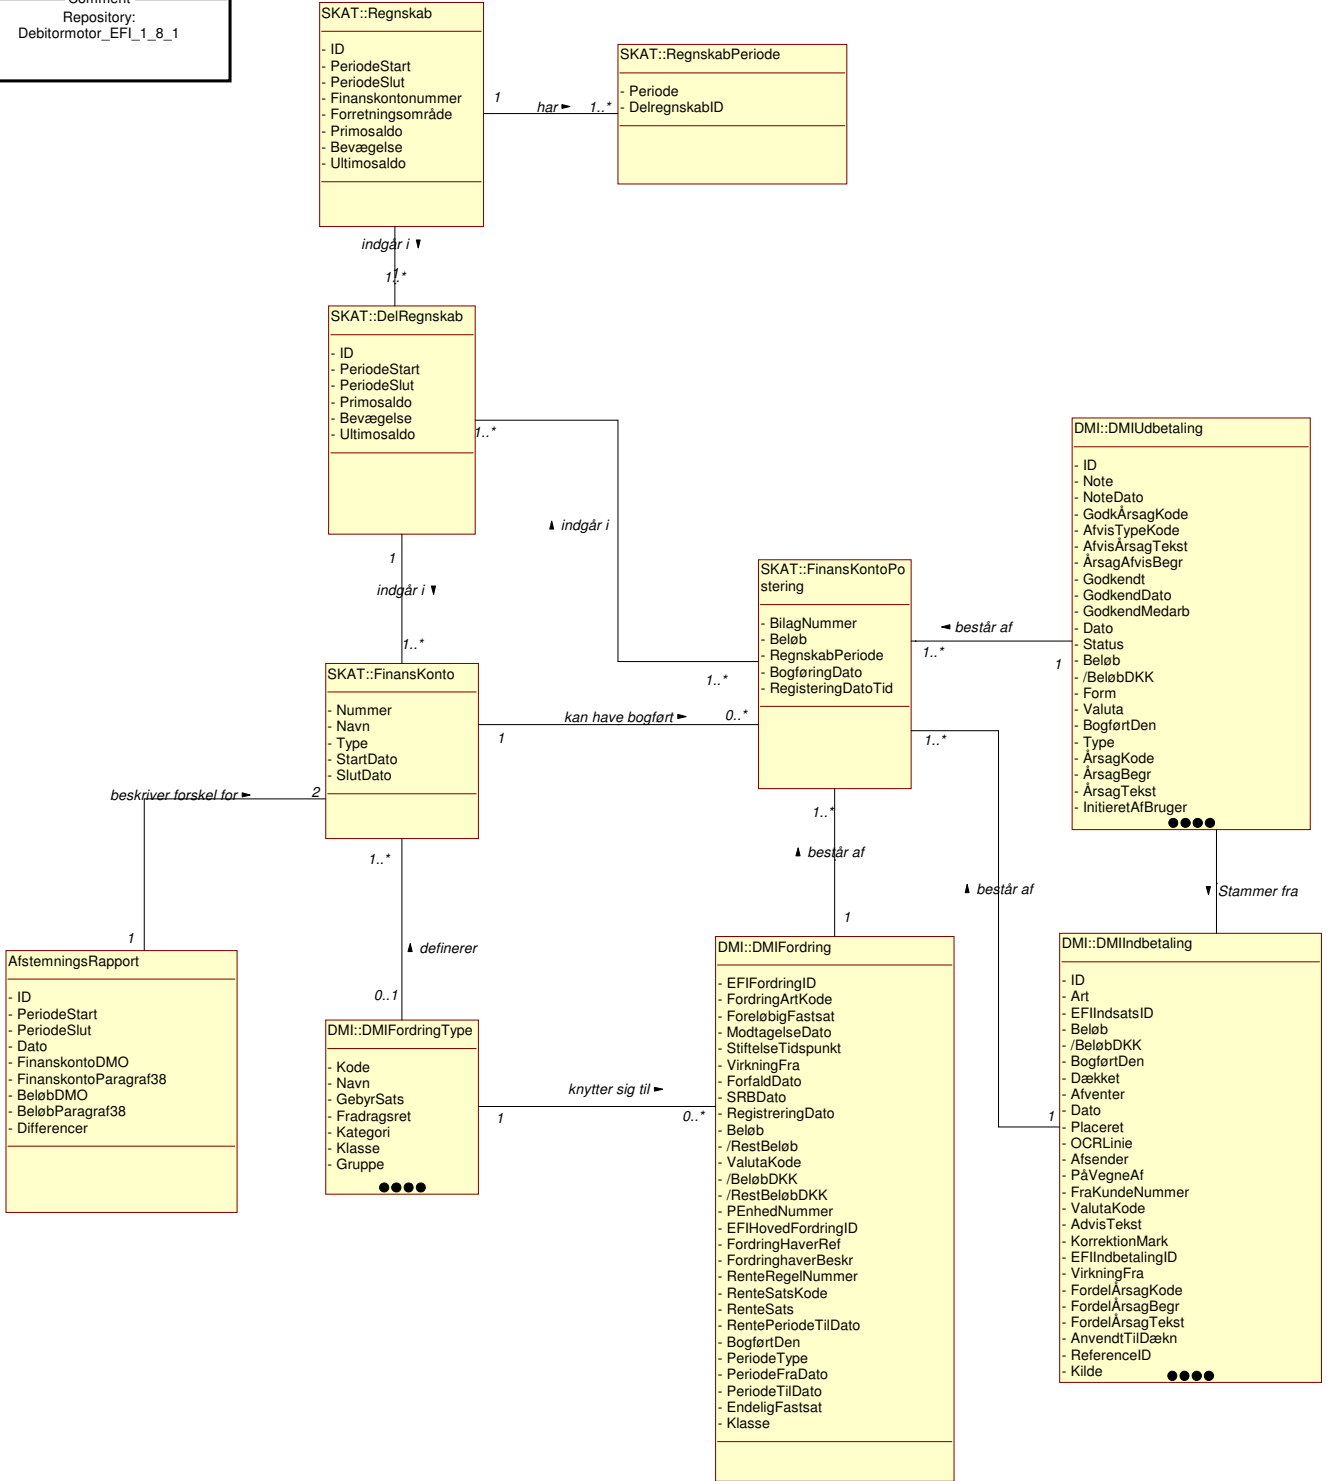 Comment
Repository:
Debitormotor_EFI_1_8_1
SKAT::Regnskab
- ID
- PeriodeStart
- PeriodeSlut
- Finanskontonummer
- Forretningsområde
- Primosaldo
- Bevægelse
- Ultimosaldo
1
har
1..*
SKAT::RegnskabPeriode
- Periode
- DelregnskabID
indgår i
1
1..*
SKAT::DelRegnskab
- ID
- PeriodeStart
- PeriodeSlut
- Primosaldo
- Bevægelse
- Ultimosaldo
1..*
indgår i
1..*
1
indgår i
1..*
SKAT::FinansKonto
- Nummer
- Navn
- Type
- StartDato
- SlutDato
1
kan have bogført
0..*
SKAT::FinansKontoPo
stering
- BilagNummer
- Beløb
- RegnskabPeriode
- BogføringDato
- RegisteringDatoTid
består af
1..*
1
DMI::DMIUdbetaling
- ID
- Note
- NoteDato
- GodkÅrsagKode
- AfvisTypeKode
- AfvisÅrsagTekst
- ÅrsagAfvisBegr
- Godkendt
- GodkendDato
- GodkendMedarb
- Dato
- Status
- Beløb
- /BeløbDKK
- Form
- Valuta
- BogførtDen
- Type
- ÅrsagKode
- ÅrsagBegr
- ÅrsagTekst
- InitieretAfBruger
beskriver forskel for
2
1
1..*
definerer
0..1
1..*
består af
1
1..*
består af
1
Stammer fra
AfstemningsRapport
- ID
- PeriodeStart
- PeriodeSlut
- Dato
- FinanskontoDMO
- FinanskontoParagraf38
- BeløbDMO
- BeløbParagraf38
- Differencer
DMI::DMIFordringType
- Kode
- Navn
- GebyrSats
- Fradragsret
- Kategori
- Klasse
- Gruppe
1
knytter sig til
0..*
DMI::DMIFordring
- EFIFordringID
- FordringArtKode
- ForeløbigFastsat
- ModtagelseDato
- StiftelseTidspunkt
- VirkningFra
- ForfaldDato
- SRBDato
- RegistreringDato
- Beløb
- /RestBeløb
- ValutaKode
- /BeløbDKK
- /RestBeløbDKK
- PEnhedNummer
- EFIHovedFordringID
- FordringHaverRef
- FordringhaverBeskr
- RenteRegelNummer
- RenteSatsKode
- RenteSats
- RentePeriodeTilDato
- BogførtDen
- PeriodeType
- PeriodeFraDato
- PeriodeTilDato
- EndeligFastsat
- Klasse
DMI::DMIIndbetaling
- ID
- Art
- EFIIndsatsID
- Beløb
- /BeløbDKK
- BogførtDen
- Dækket
- Afventer
- Dato
- Placeret
- OCRLinie
- Afsender
- PåVegneAf
- FraKundeNummer
- ValutaKode
- AdvisTekst
- KorrektionMark
- EFIIndbetalingID
- VirkningFra
- FordelÅrsagKode
- FordelÅrsagBegr
- FordelÅrsagTekst
- AnvendtTilDækn
- ReferenceID
- Kilde